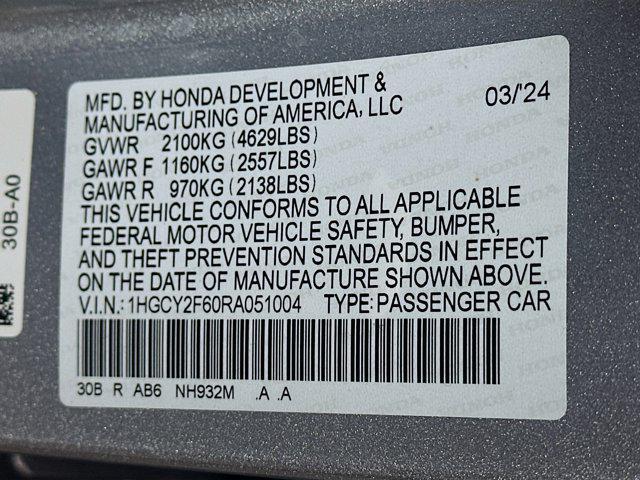 MFD. BY HONDA DEVELOPMENT &
MANUFACTURING OF AMERICA, LLC 03/'24
GVWR 2100KG (4629LBS)
GAWR F 1160KG (2557LBS)
GAWR R 970KG (2138LBS)
THIS VEHICLE CONFORMS TO ALL APPLICABLE
FEDERAL MOTOR VEHICLE SAFETY, BUMPER,
AND THEFT PREVENTION STANDARDS IN EFFECT
ON THE DATE OF MANUFACTURE SHOWN ABOVE.
V.I.N.: 1HGCY2F60RA051004 TYPE: PASSENGER CAR
30B R AB6 NH932M .A .A
30B-A0